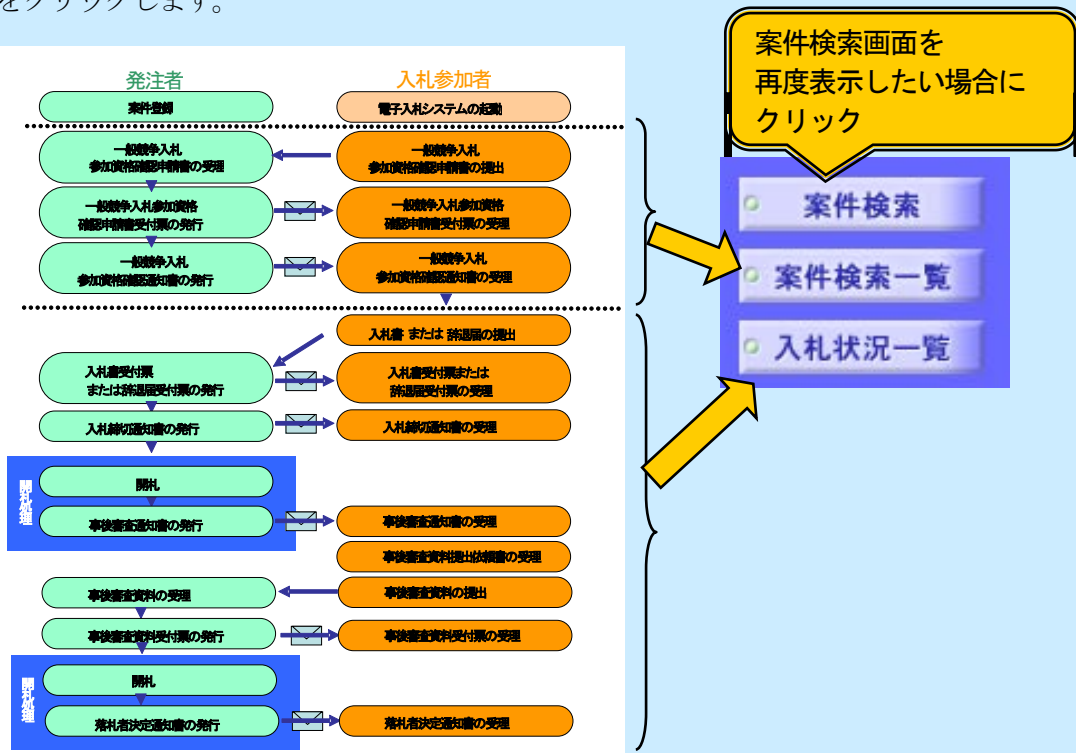 をクリックします。
発注者
入札参加者
案件登録
電子入札システムの起動
一般競争入札
参加資格確認申請書の受理
一般競争入札
参加資格確認申請書の提出
一般競争入札参加資格
確認申請書受付票の発行
一般競争入札参加資格
確認申請書受付票の受理
一般競争入札
参加資格確認通知書の発行
一般競争入札
参加資格確認通知書の受理
入札書 または 辞退届の提出
入札書受付票
または辞退届受付票の発行
入札書受付票または
辞退届受付票の受理
入札締切通知書の発行
入札締切通知書の受理
開札処理
開札
事後審査通知書の発行
事後審査通知書の受理
事後審査資料提出依頼書の受理
事後審査資料の受理
事後審査資料の提出
事後審査資料受付票の発行
事後審査資料受付票の受理
開札処理
開札
落札者決定通知書の発行
落札者決定通知書の受理
案件検索画面を
再度表示したい場合に
クリック
案件検索
案件検索一覧
入札状況一覧